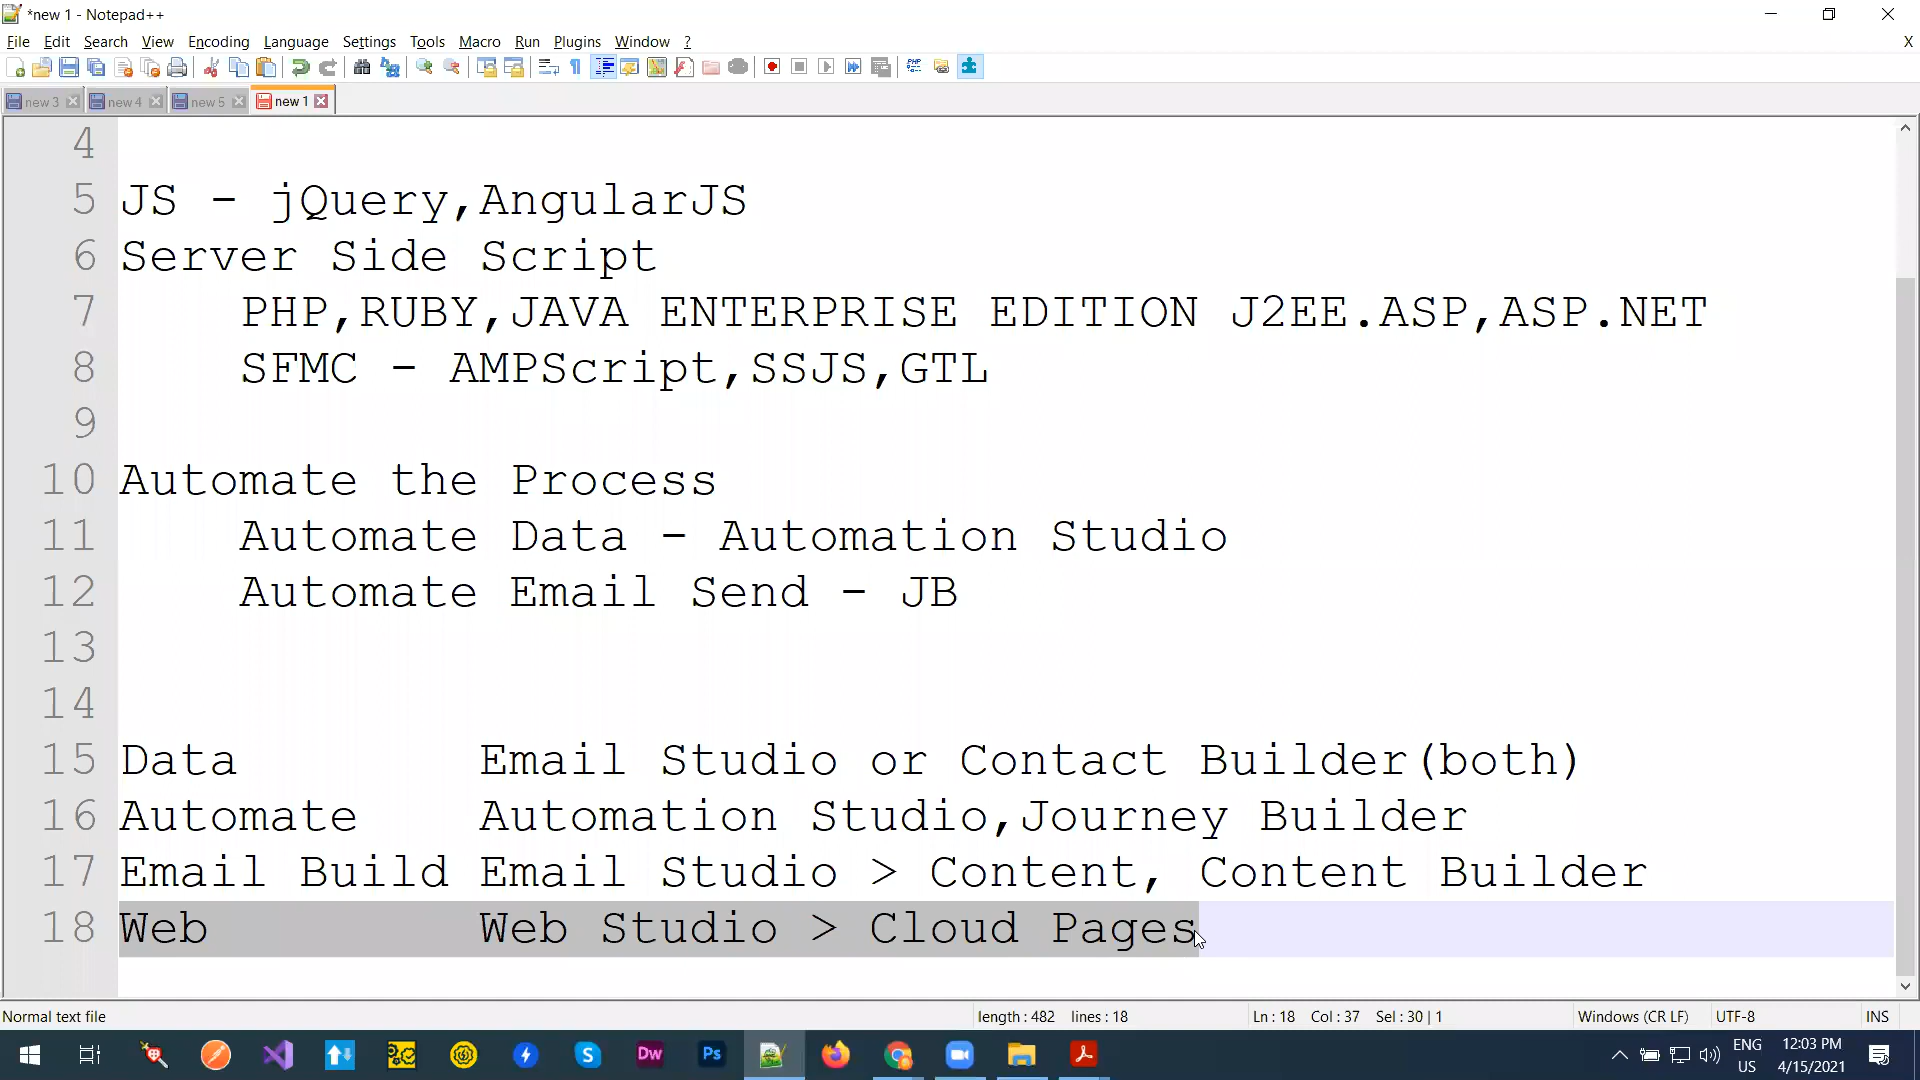 *new 1 - Notepad++
File Edit Search View Encoding Language Settings Tools Macro Run Plugins Window ? X
new 3 new 4 new 5 new 1
4
5 JS - jQuery,AngularJS
6 Server Side Script
7 PHP,RUBY,JAVA ENTERPRISE EDITION J2EE.ASP,ASP.NET
8 SFMC - AMPScript,SSJS,GTL
9
10 Automate the Process
11 Automate Data - Automation Studio
12 Automate Email Send - JB
13
14
15 Data Email Studio or Contact Builder(both)
16 Automate Automation Studio,Journey Builder
17 Email Build Email Studio > Content, Content Builder
18 Web Web Studio > Cloud Pages
Normal text file length : 482 lines : 18 Ln : 18 Col : 37 Sel : 30 | 1 Windows (CR LF) UTF-8 INS
S Dw Ps ENG 12:03 PM
US 4/15/2021